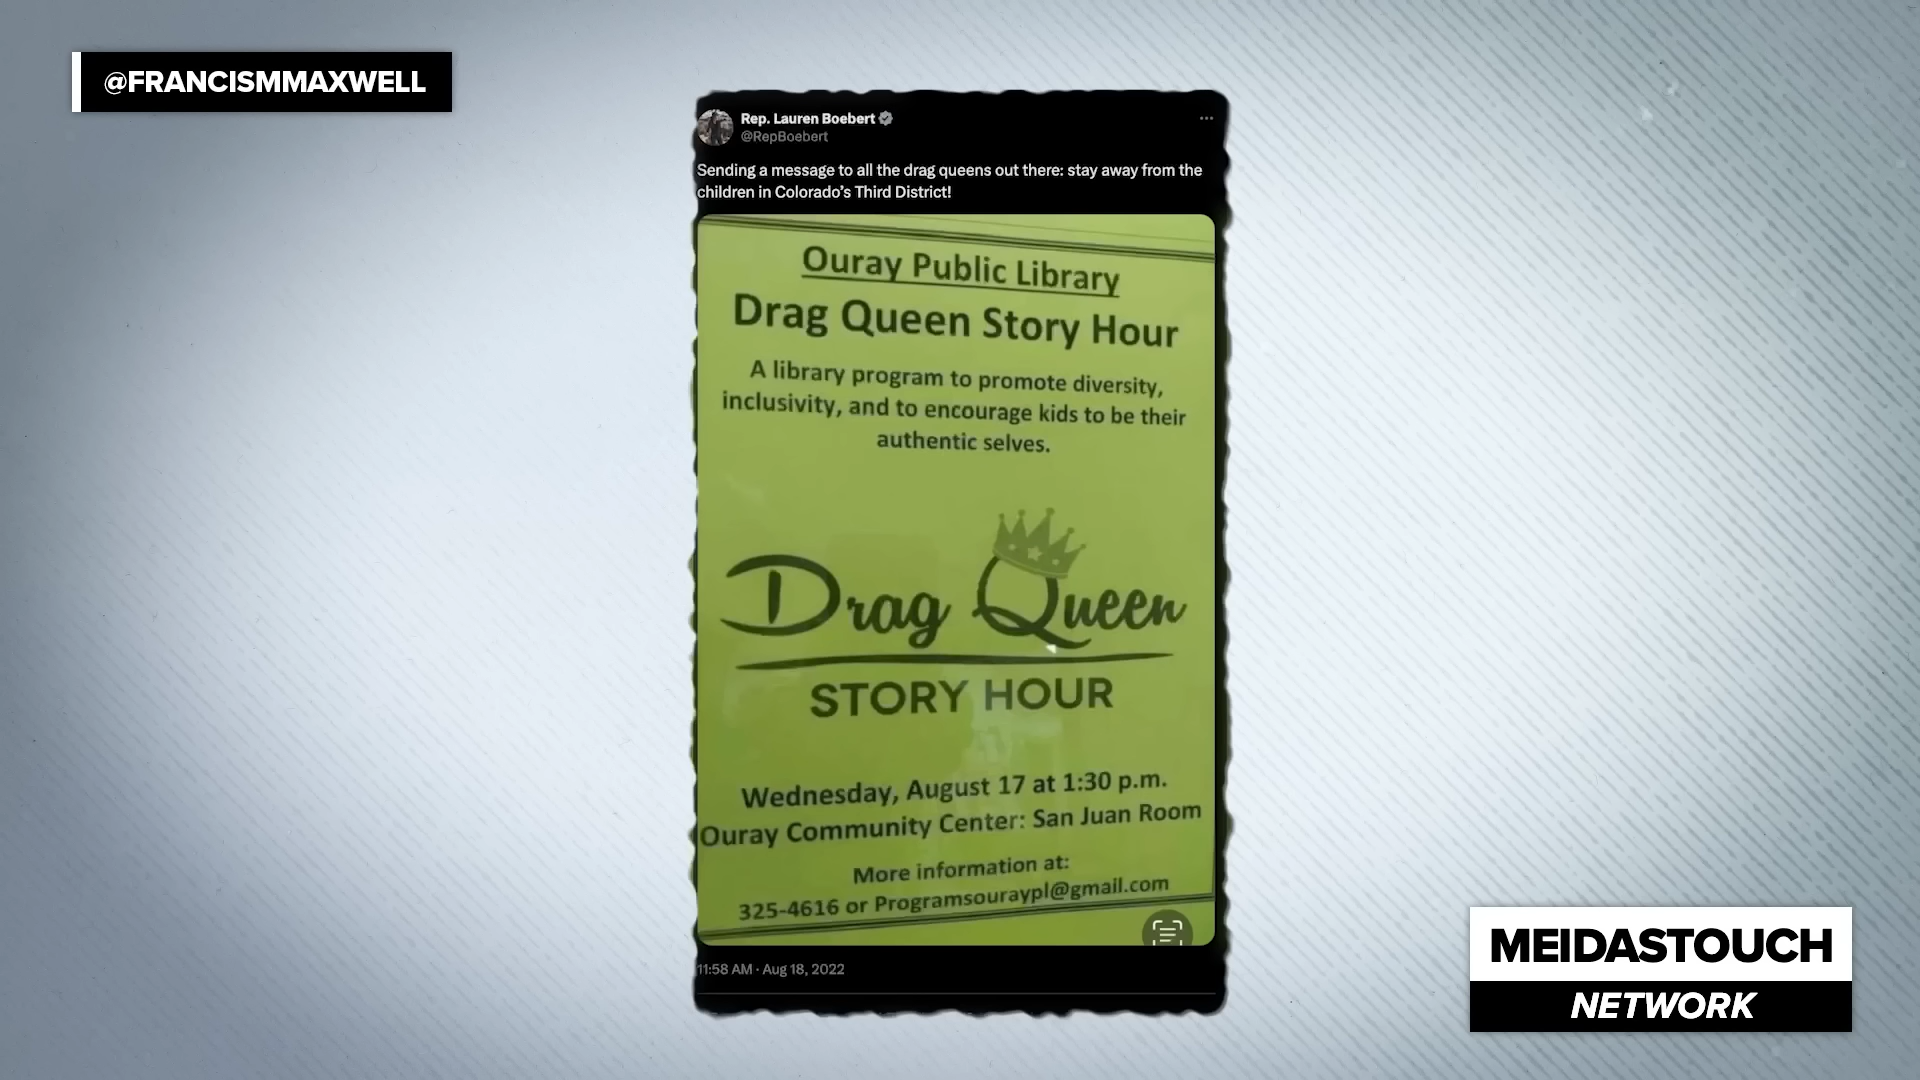 @FRANCISMMAXWELL
Rep. Lauren Boebert
@RepBoebert
Sending a message to all the drag queens out there: stay away from the
children in Colorado's Third District!
Ouray Public Library
Drag Queen Story Hour
A library program to promote diversity,
inclusivity, and to encourage kids to be their
authentic selves.
Drag Queen
STORY HOUR
Wednesday, August 17 at 1:30 p.m.
Ouray Community Center: San Juan Room
More information at:
325-4616 or Programsouraypl@gmail.com
11:58 AM · Aug 18, 2022
MEIDASTOUCH
NETWORK